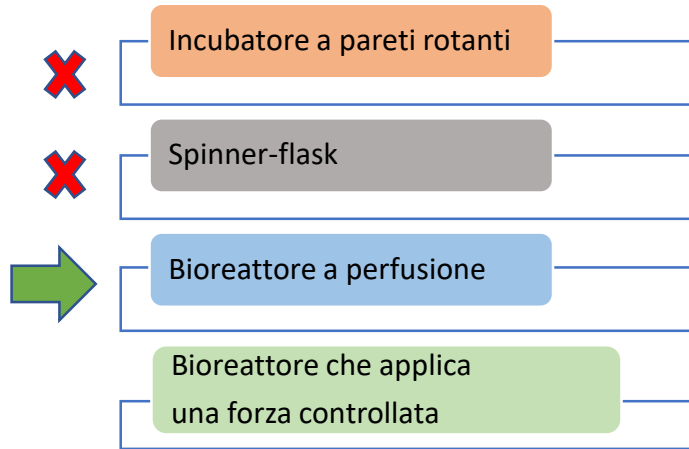 Incubatore a pareti rotanti
Spinner-flask
Bioreattore a perfusione
Bioreattore che applica
una forza controllata